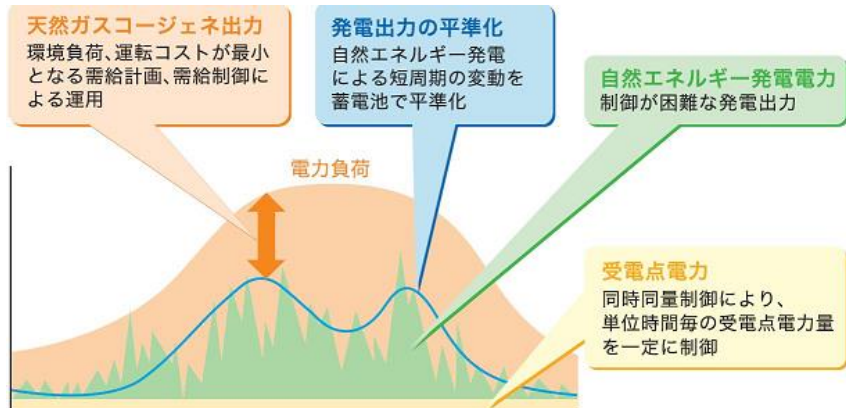 天然ガスコージェネ出力
環境負荷、運転コストが最小
となる需給計画、需給制御に
よる運用
発電出力の平準化
自然エネルギー発電
による短周期の変動を
蓄電池で平準化
自然エネルギー発電電力
制御が困難な発電出力
電力負荷
受電点電力
同時同量制御により、
単位時間毎の受電点電力量
を一定に制御